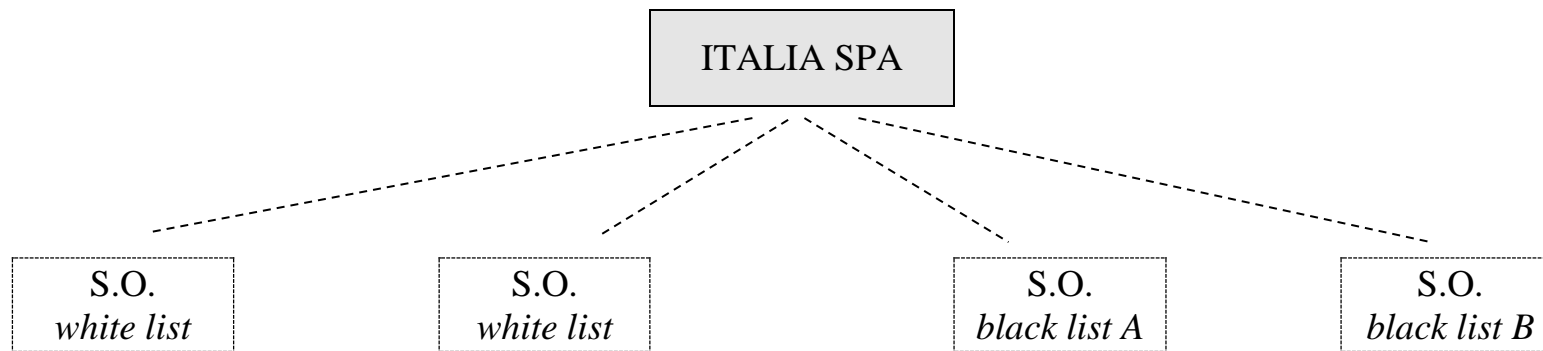 ITALIA SPA
S.O.
white list
S.O.
white list
S.O.
black list A
S.O.
black list B